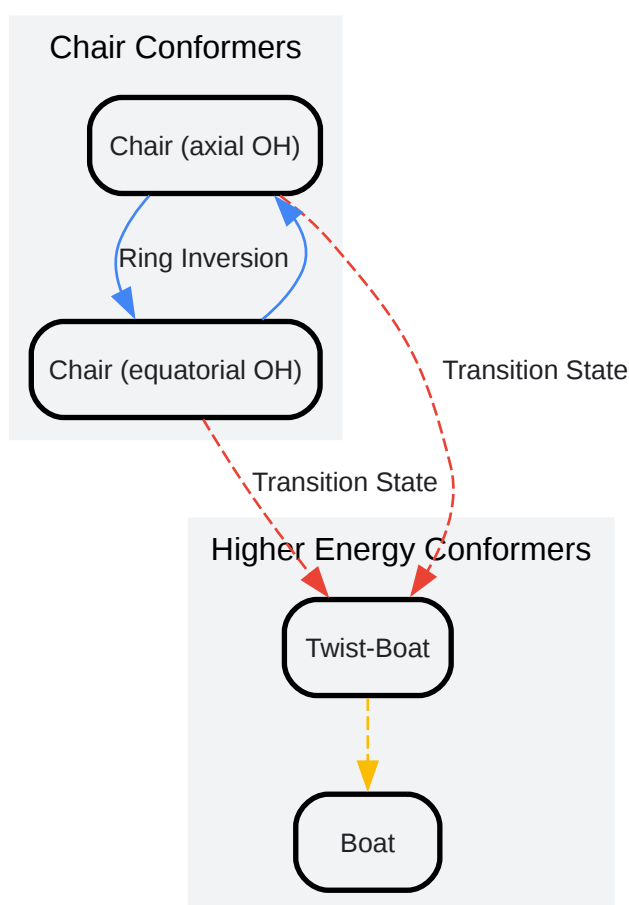 Chair Conformers
Chair (axial OH)
Ring Inversion
Chair (equatorial OH)
Transition State
Transition State
Higher Energy Conformers
Twist-Boat
Boat